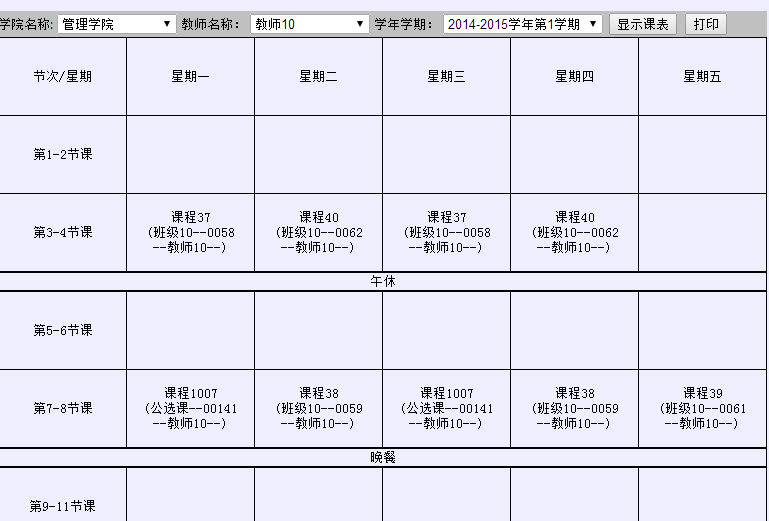 学院名称: 管理学院 教师名称: 教师10 学年学期: 2014-2015学年第1学期 显示课表 打印
节次/星期 星期一 星期二 星期三 星期四 星期五
第1-2节课
第3-4节课
课程37
(班级10--0058
--教师10--)
课程40
(班级10--0062
--教师10--)
课程37
(班级10--0058
--教师10--)
课程40
(班级10--0062
--教师10--)
午休
第5-6节课
第7-8节课
课程1007
(公选课--00141
--教师10--)
课程38
(班级10--0059
--教师10--)
课程1007
(公选课--00141
--教师10--)
课程38
(班级10--0059
--教师10--)
课程39
(班级10--0061
--教师10--)
晚餐
第9-11节课